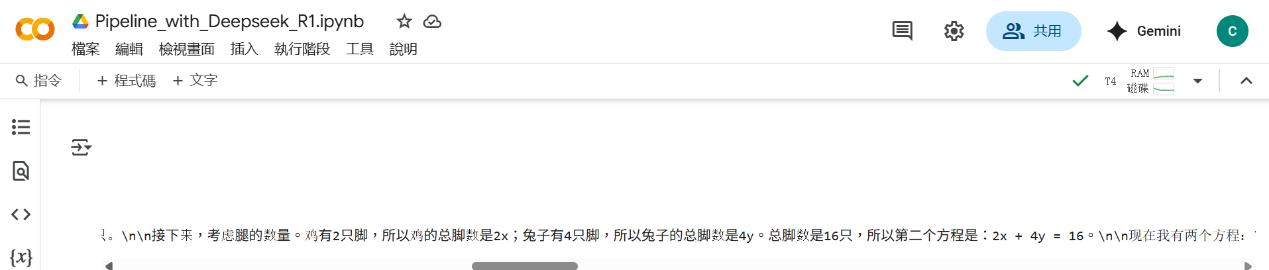 Pipeline_with_Deepseek_R1.ipynb
檔案 編輯 檢視畫面 插入 執行階段 工具 說明
共用
Gemini
C
指令 + 程式碼 + 文字
T4
RAM
磁碟
。\n\n接下来，考虑腿的数量。鸡有2只脚，所以鸡的总脚数是2x；兔子有4只脚，所以兔子的总脚数是4y。总脚数是16只，所以第二个方程是：2x + 4y = 16。\n\n现在我有两个方程：
{x}